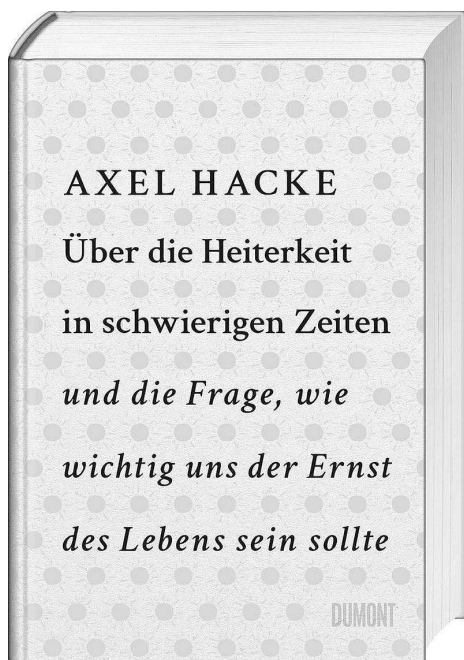 AXEL HACKE
Über die Heiterkeit
in schwierigen Zeiten
und die Frage, wie
wichtig uns der Ernst
des Lebens sein sollte
DUMONT